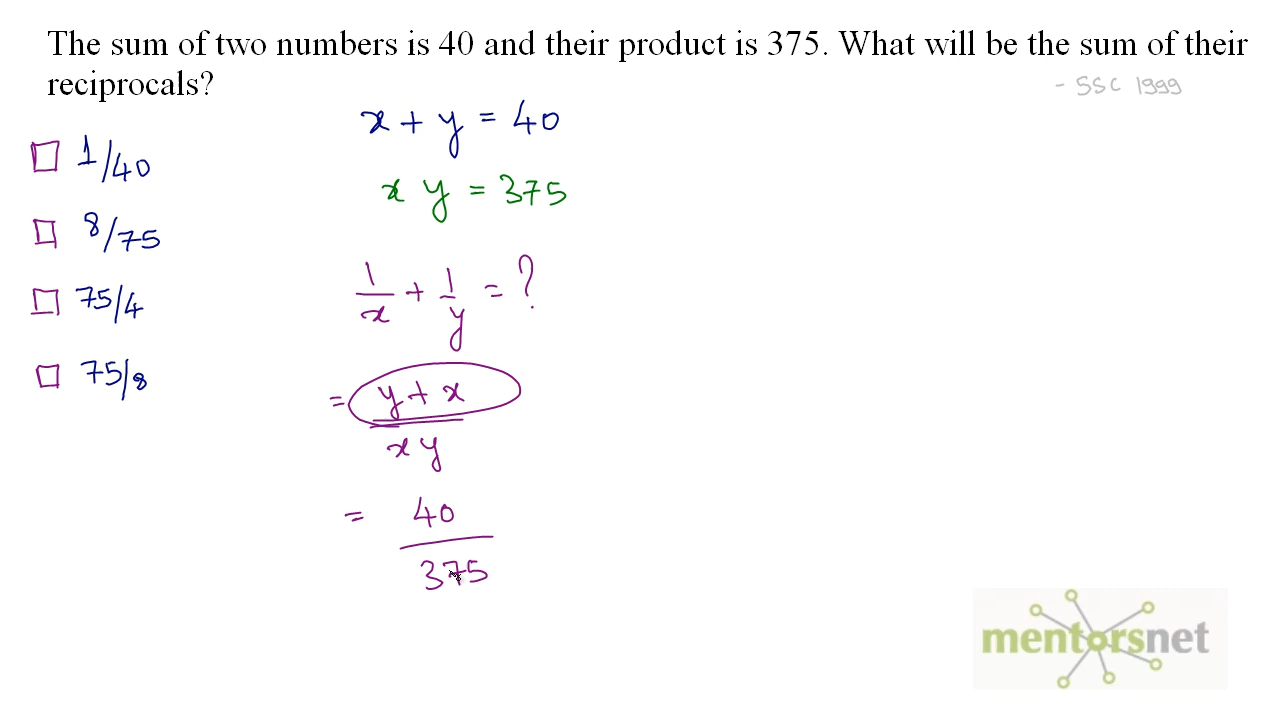 The sum of two numbers is 40 and their product is 375. What will be the sum of their
reciprocals?
- SSC 1999
x + y = 40
x y = 375
1/40
8/75
75/4
75/8
1/x + 1/y = ?
= y + x
x y
= 40
375
mentorsnet